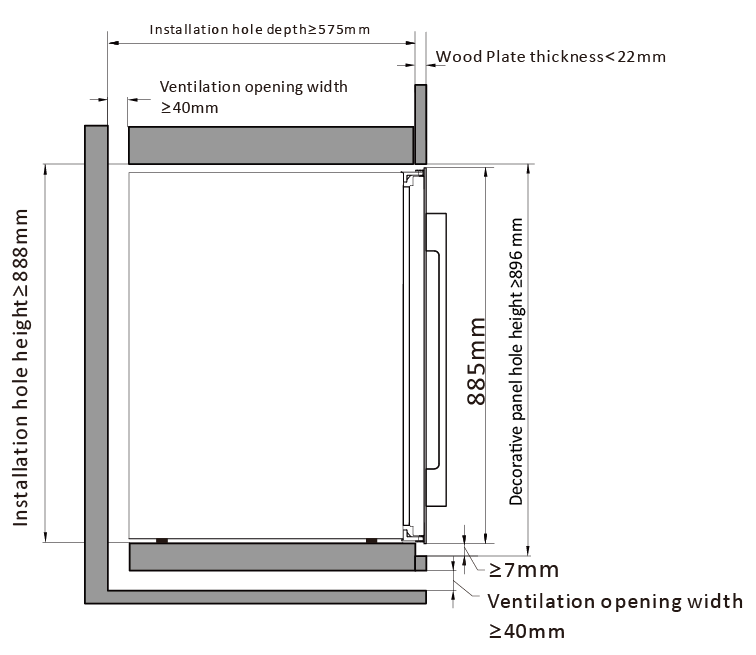 Installation hole depth≥575mm
Wood Plate thickness<22mm
Ventilation opening width
≥40mm
Installation hole height≥888mm
885mm
Decorative panel hole height ≥896 mm
≥7mm
Ventilation opening width
≥40mm